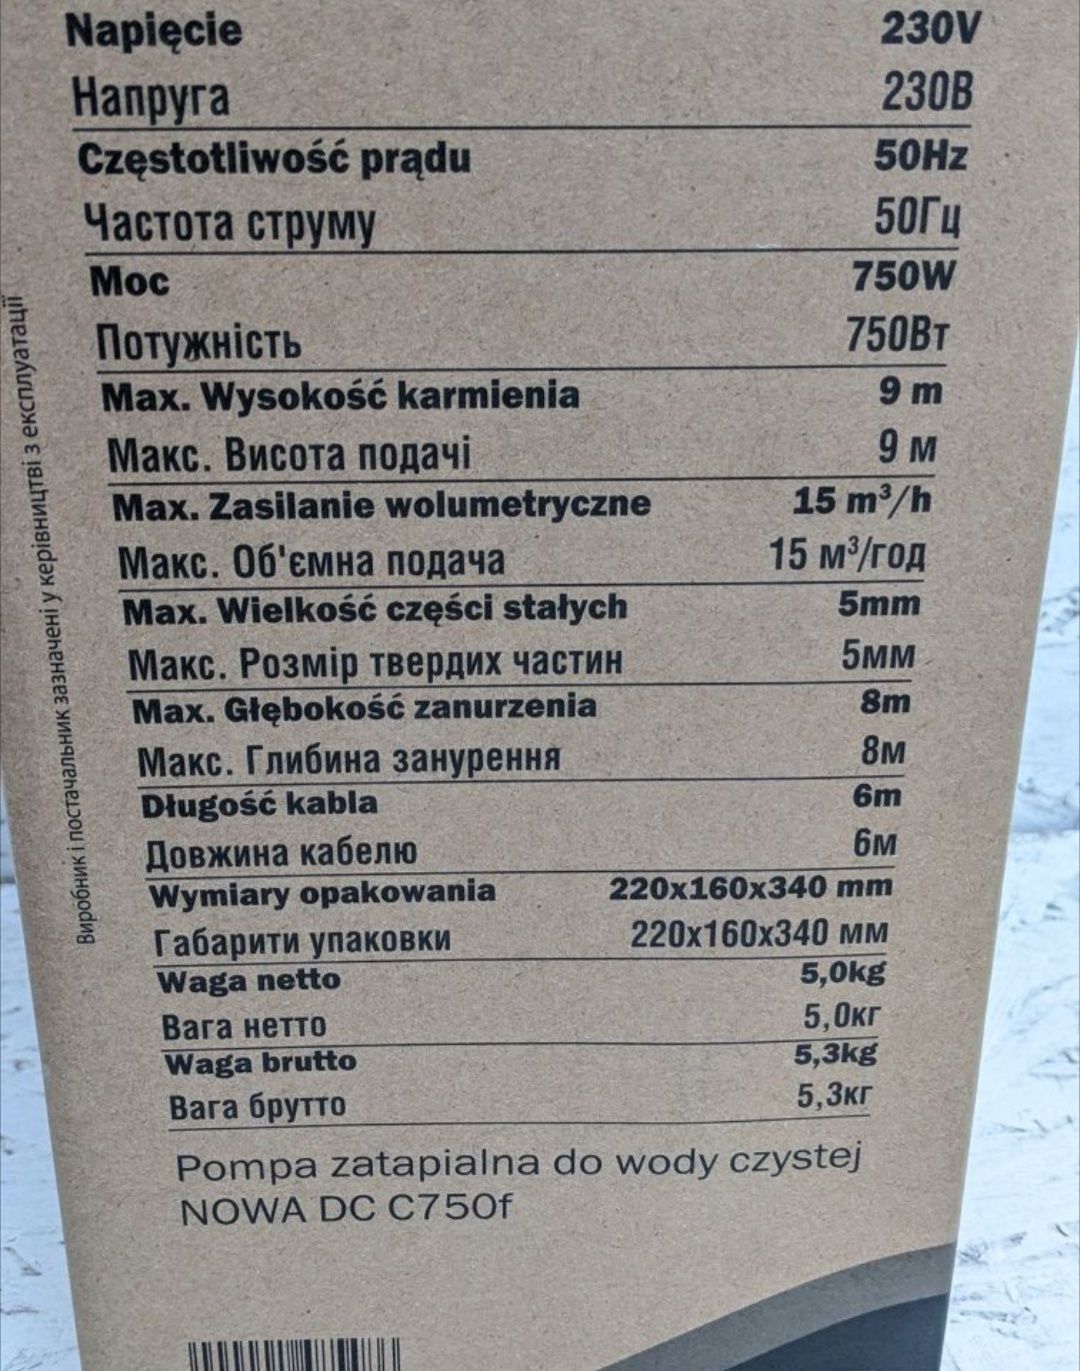 Napięcie 230V
Напруга 230В
Częstotliwość prądu 50Hz
Частота струму 50Гц
Moc 750W
Потужність 750Вт
Max. Wysokość karmienia 9 m
Макс. Висота подачі 9 м
Max. Zasilanie wolumetryczne 15 m³/h
Макс. Об'ємна подача 15 м³/год
Max. Wielkość części stałych 5mm
Макс. Розмір твердих частин 5мм
Max. Głębokość zanurzenia 8m
Макс. Глибина занурення 8м
Długość kabla 6m
Довжина кабелю 6м
Wymiary opakowania 220x160x340 mm
Габарити упаковки 220x160x340 мм
Waga netto 5,0kg
Вага нетто 5,0кг
Waga brutto 5,3kg
Вага брутто 5,3кг
Pompa zatapialna do wody czystej
NOWA DC C750f
Виробник і постачальник зазначені у керівництві з експлуатації